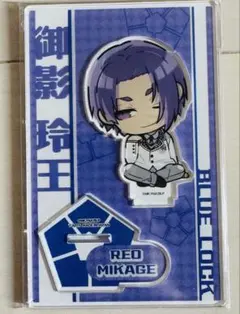 御影 玲王
BLUE LOCK
REO
MIKAGE